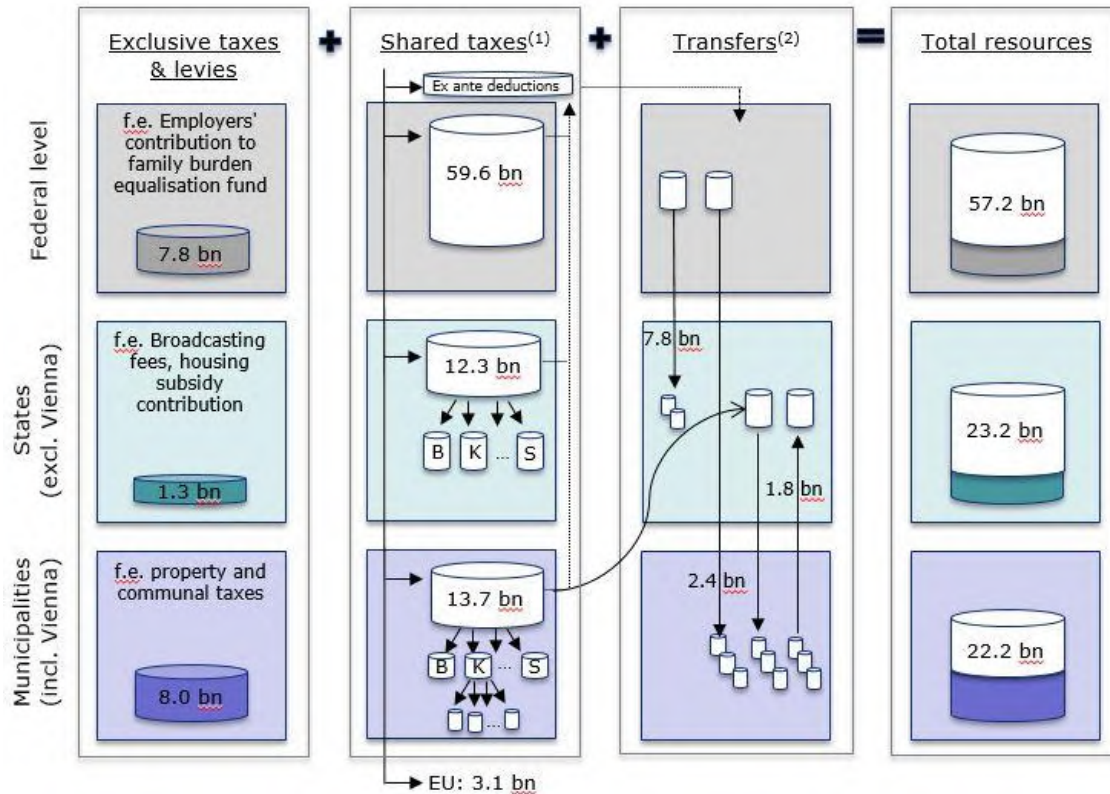 Exclusive taxes
& levies
+
Shared taxes(1)
+
Transfers(2)
=
Total resources
Federal level
f.e. Employers'
contribution to
family burden
equalisation fund
7.8 bn
Ex ante deductions
59.6 bn
57.2 bn
States
(excl. Vienna)
f.e. Broadcasting
fees, housing
subsidy
contribution
1.3 bn
12.3 bn
B K ... S
7.8 bn
1.8 bn
23.2 bn
Municipalities
(incl. Vienna)
f.e. property and
communal taxes
8.0 bn
13.7 bn
B K ... S
...
2.4 bn
22.2 bn
EU: 3.1 bn